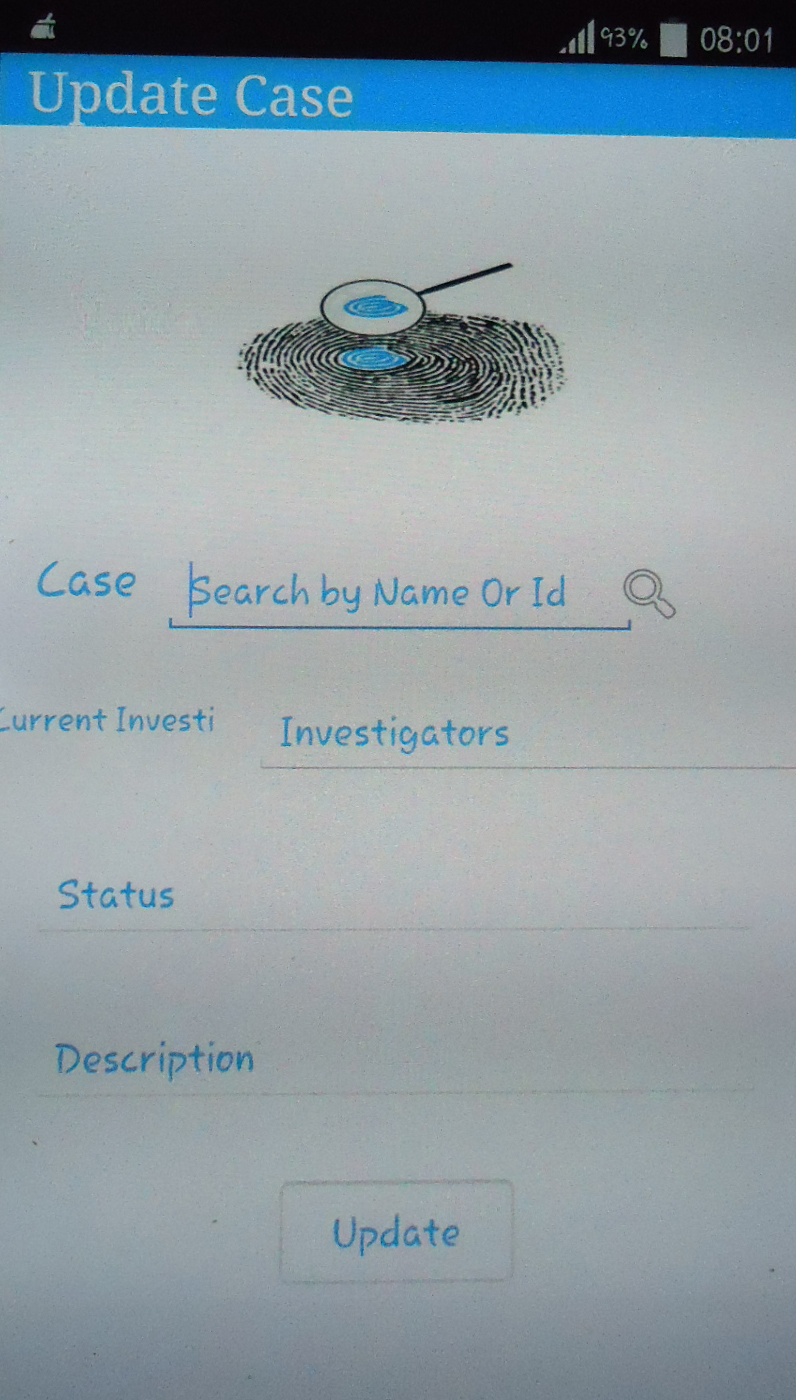 93% 08:01
Update Case
Case Search by Name Or Id
Current Investi Investigators
Status
Description
Update